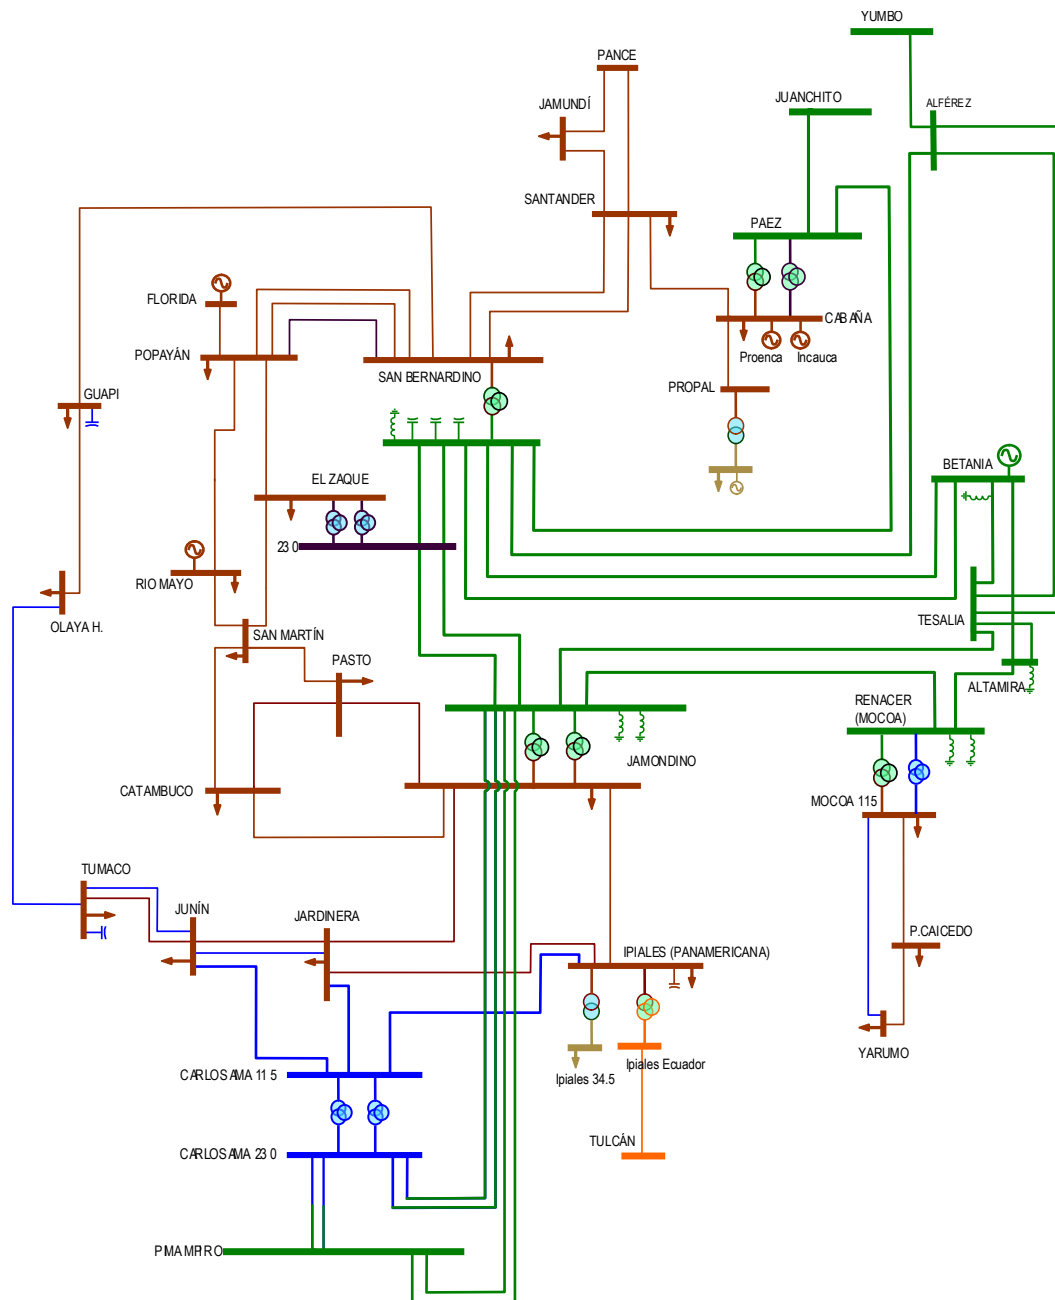 YUMBO
PANCE
JAMUNDÍ
JUANCHITO
ALFÉREZ
SANTANDER
PAEZ
FLORIDA
CABAÑA
POPAYÁN
Proenca
Incauca
SAN BERNARDINO
PROPAL
GUAPI
BETANIA
EL ZAQUE
230
RIO MAYO
OLAYA H.
TESALIA
SAN MARTÍN
PASTO
ALTAMIRA
RENACER
(MOCOA)
JAMONDINO
CATAMBUCO
MOCOA 115
TUMACO
JUNÍN
JARDINERA
P.CAICEDO
IPIALES (PANAMERICANA)
YARUMO
Ipiales 34.5
Ipiales Ecuador
CARLOSAMA 115
TULCÁN
CARLOSAMA 230
PIMAMPIRO